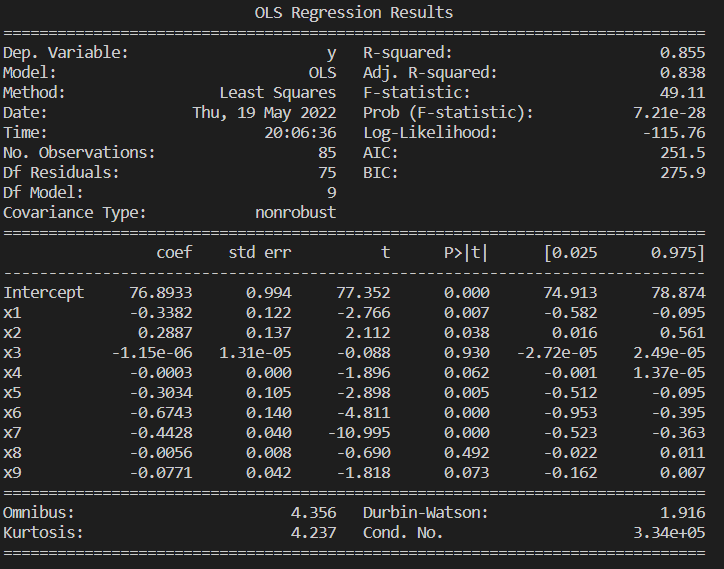 OLS Regression Results
==============================================================================
Dep. Variable:                      y   R-squared:                       0.855
Model:                            OLS   Adj. R-squared:                  0.838
Method:                 Least Squares   F-statistic:                     49.11
Date:                Thu, 19 May 2022   Prob (F-statistic):           7.21e-28
Time:                        20:06:36   Log-Likelihood:                -115.76
No. Observations:                  85   AIC:                             251.5
Df Residuals:                      75   BIC:                             275.9
Df Model:                           9
Covariance Type:            nonrobust
==============================================================================
                 coef    std err          t      P>|t|      [0.025      0.975]
------------------------------------------------------------------------------
Intercept     76.8933      0.994     77.352      0.000      74.913      78.874
x1            -0.3382      0.122     -2.766      0.007      -0.582      -0.095
x2             0.2887      0.137      2.112      0.038       0.016       0.561
x3          -1.15e-06   1.31e-05     -0.088      0.930   -2.72e-05    2.49e-05
x4            -0.0003      0.000     -1.896      0.062      -0.001    1.37e-05
x5            -0.3034      0.105     -2.898      0.005      -0.512      -0.095
x6            -0.6743      0.140     -4.811      0.000      -0.953      -0.395
x7            -0.4428      0.040    -10.995      0.000      -0.523      -0.363
x8            -0.0056      0.008     -0.690      0.492      -0.022       0.011
x9            -0.0771      0.042     -1.818      0.073      -0.162       0.007
==============================================================================
Omnibus:                        4.356   Durbin-Watson:                   1.916
Kurtosis:                       4.237   Cond. No.                     3.34e+05
==============================================================================